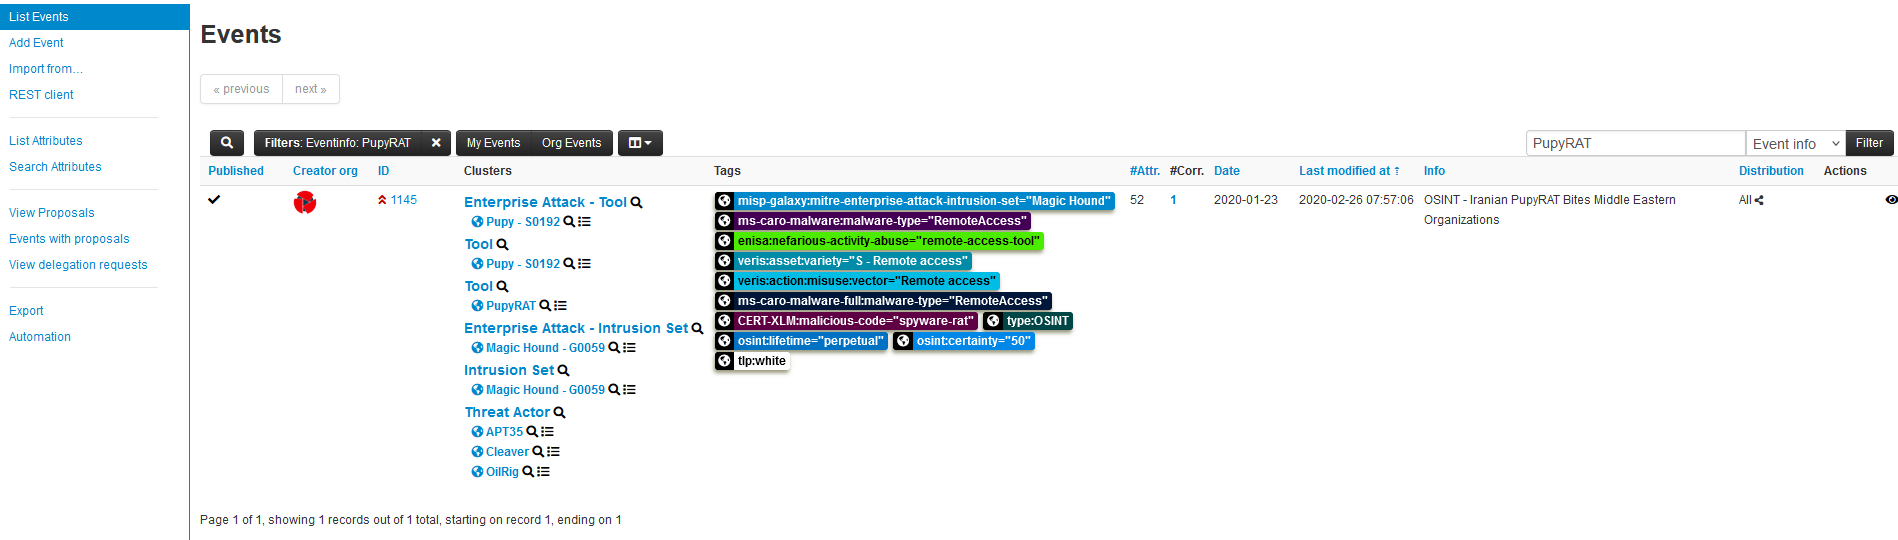 List Events
Add Event
Import from...
REST client
List Attributes
Search Attributes
View Proposals
Events with proposals
View delegation requests
Export
Automation
Events
« previous next »
Filters: Eventinfo: PupyRAT × My Events Org Events PupyRAT Event info Filter
Published Creator org ID Clusters Tags #Attr. #Corr. Date Last modified at ↑ Info Distribution Actions
1145
Enterprise Attack - Tool
Pupy - S0192
Tool
Pupy - S0192
Tool
PupyRAT
Enterprise Attack - Intrusion Set
Magic Hound - G0059
Intrusion Set
Magic Hound - G0059
Threat Actor
APT35
Cleaver
OilRig
misp-galaxy:mitre-enterprise-attack-intrusion-set="Magic Hound"
ms-caro-malware:malware-type="RemoteAccess"
enisa:nefarious-activity-abuse="remote-access-tool"
veris:asset:variety="S - Remote access"
veris:action:misuse:vector="Remote access"
ms-caro-malware-full:malware-type="RemoteAccess"
CERT-XLM:malicious-code="spyware-rat" type:OSINT
osint:lifetime="perpetual" osint:certainty="50"
tlp:white
52 1 2020-01-23 2020-02-26 07:57:06
OSINT - Iranian PupyRAT Bites Middle Eastern
Organizations
All
Page 1 of 1, showing 1 records out of 1 total, starting on record 1, ending on 1